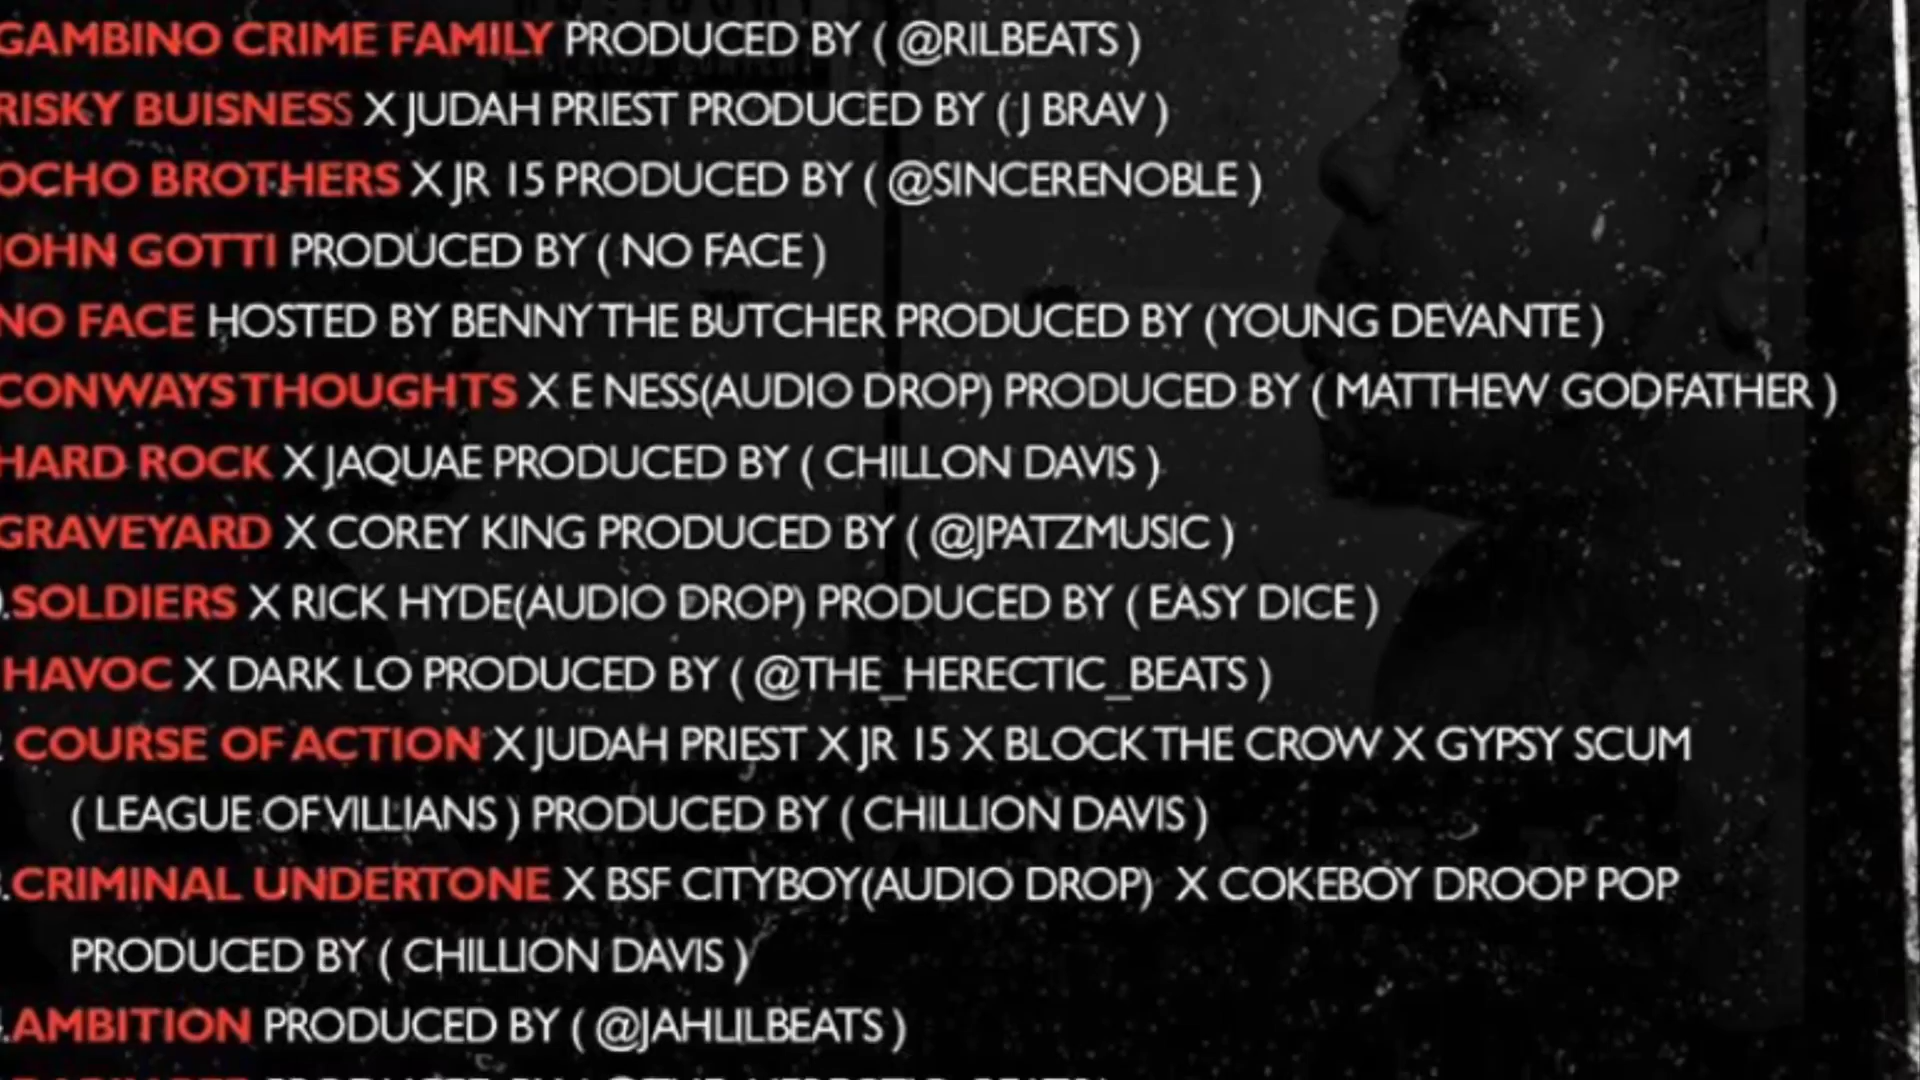 GAMBINO CRIME FAMILY PRODUCED BY ( @RILBEATS )
RISKY BUISNESS X JUDAH PRIEST PRODUCED BY ( J BRAV )
OCHO BROTHERS X JR 15 PRODUCED BY ( @SINCERENOBLE )
JOHN GOTTI PRODUCED BY ( NO FACE )
NO FACE HOSTED BY BENNY THE BUTCHER PRODUCED BY (YOUNG DEVANTE )
CONWAYS THOUGHTS X E NESS(AUDIO DROP) PRODUCED BY ( MATTHEW GODFATHER )
HARD ROCK X JAQUAE PRODUCED BY ( CHILLON DAVIS )
GRAVEYARD X COREY KING PRODUCED BY ( @JPATZMUSIC )
.SOLDIERS X RICK HYDE(AUDIO DROP) PRODUCED BY ( EASY DICE )
HAVOC X DARK LO PRODUCED BY ( @THE_HERECTIC_BEATS )
COURSE OF ACTION X JUDAH PRIEST X JR 15 X BLOCK THE CROW X GYPSY SCUM
( LEAGUE OF VILLIANS ) PRODUCED BY ( CHILLION DAVIS )
.CRIMINAL UNDERTONE X BSF CITYBOY(AUDIO DROP) X COKEBOY DROOP POP
PRODUCED BY ( CHILLION DAVIS )
.AMBITION PRODUCED BY ( @JAHLILBEATS )